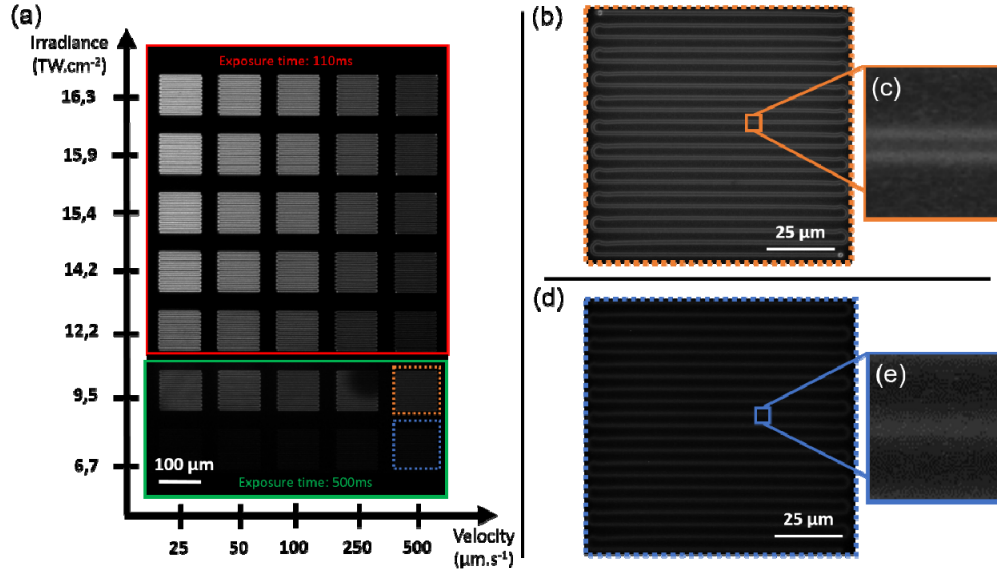 (a)
Irradiance
(TW.cm⁻²)
Exposure time: 110ms
16,3
15,9
15,4
14,2
12,2
9,5
6,7
100 µm
Exposure time: 500ms
25 50 100 250 500
Velocity
(µm.s⁻¹)
(b)
(c)
25 µm
(d)
(e)
25 µm